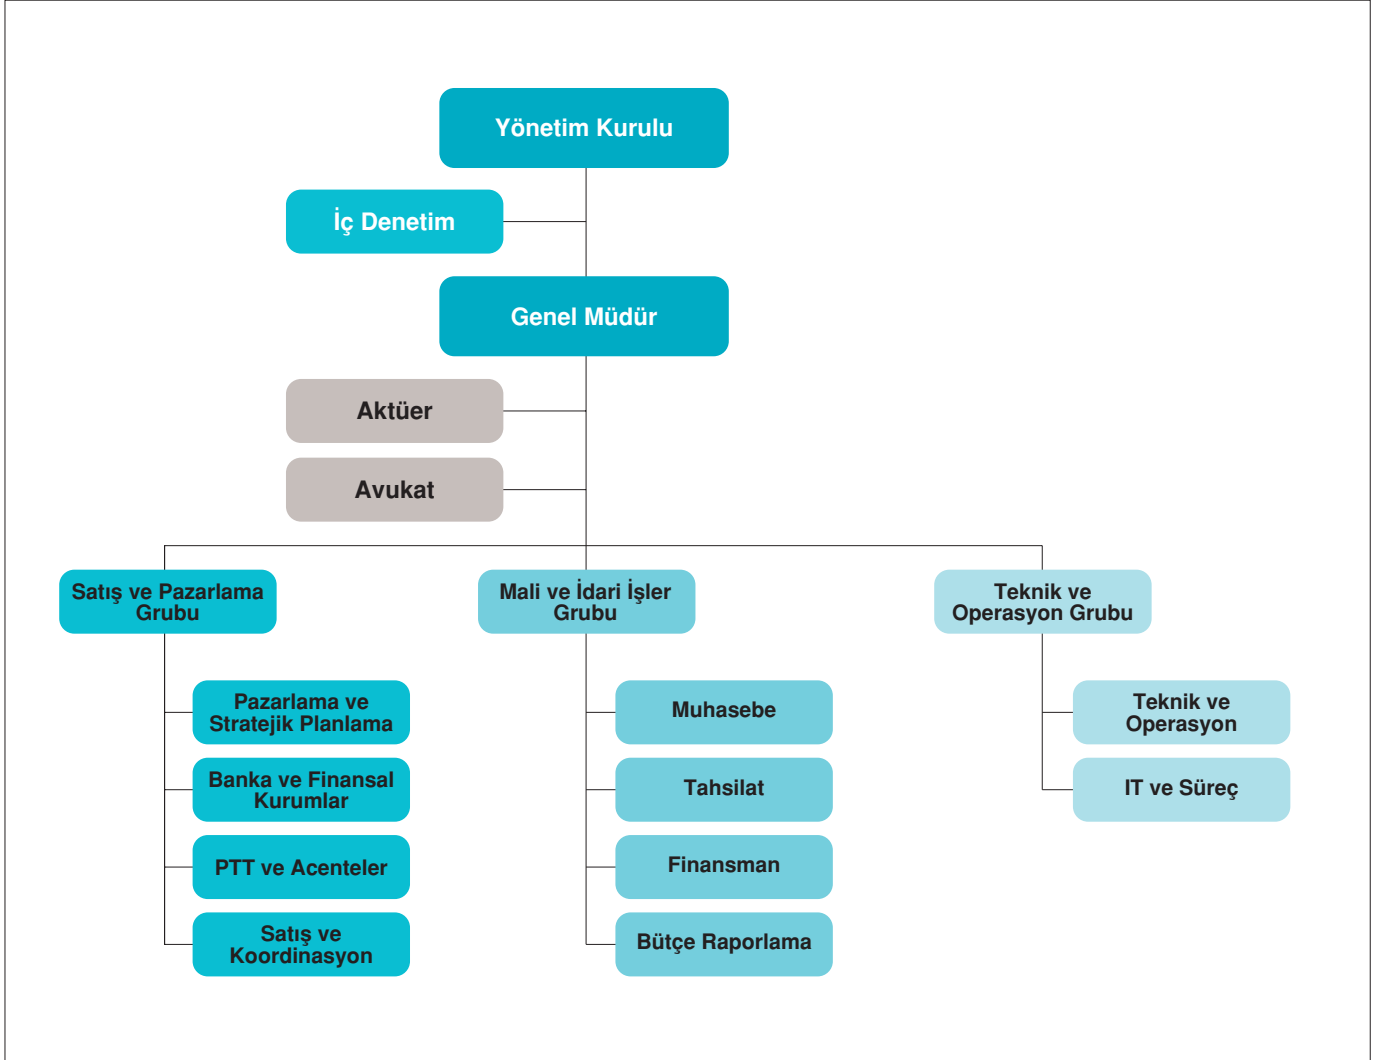 Yönetim Kurulu
İç Denetim
Genel Müdür
Aktüer
Avukat
Satış ve Pazarlama
Grubu
Pazarlama ve
Stratejik Planlama
Banka ve Finansal
Kurumlar
PTT ve Acenteler
Satış ve
Koordinasyon
Mali ve İdari İşler
Grubu
Muhasebe
Tahsilat
Finansman
Bütçe Raporlama
Teknik ve
Operasyon Grubu
Teknik ve
Operasyon
IT ve Süreç